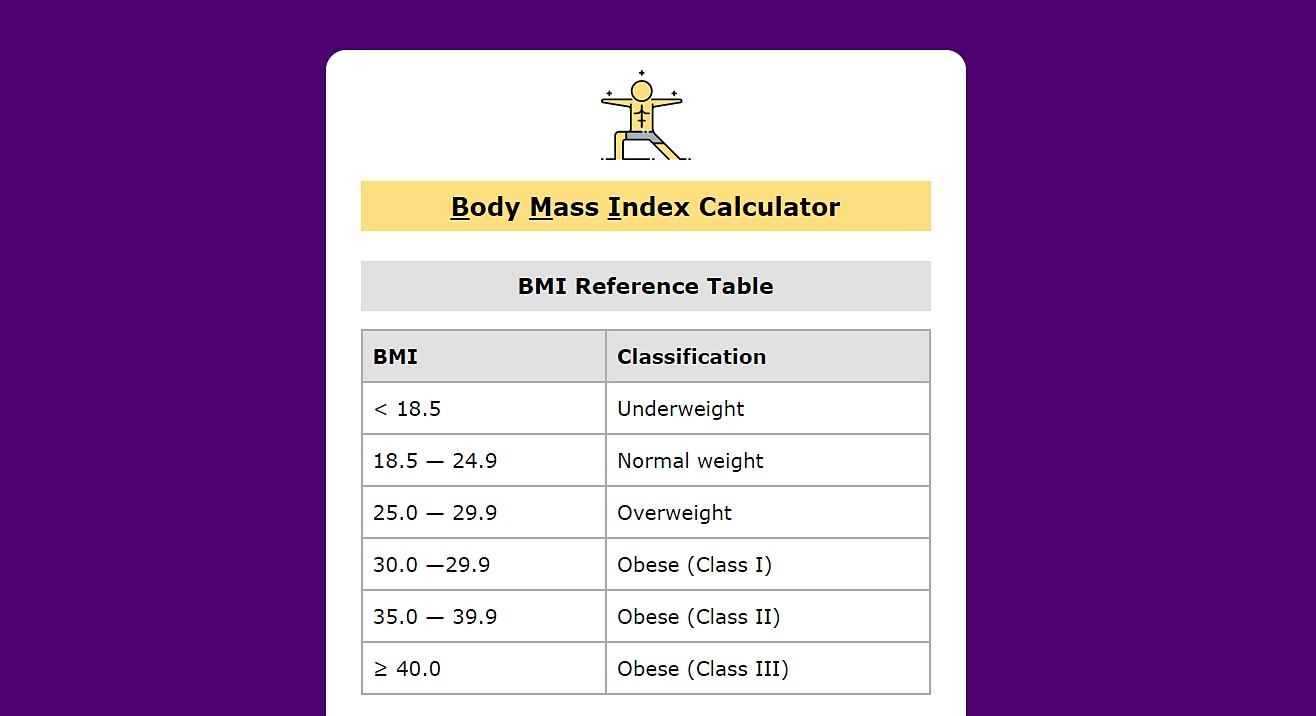 Body Mass Index Calculator
BMI Reference Table
BMI Classification
< 18.5 Underweight
18.5 — 24.9 Normal weight
25.0 — 29.9 Overweight
30.0 —29.9 Obese (Class I)
35.0 — 39.9 Obese (Class II)
≥ 40.0 Obese (Class III)